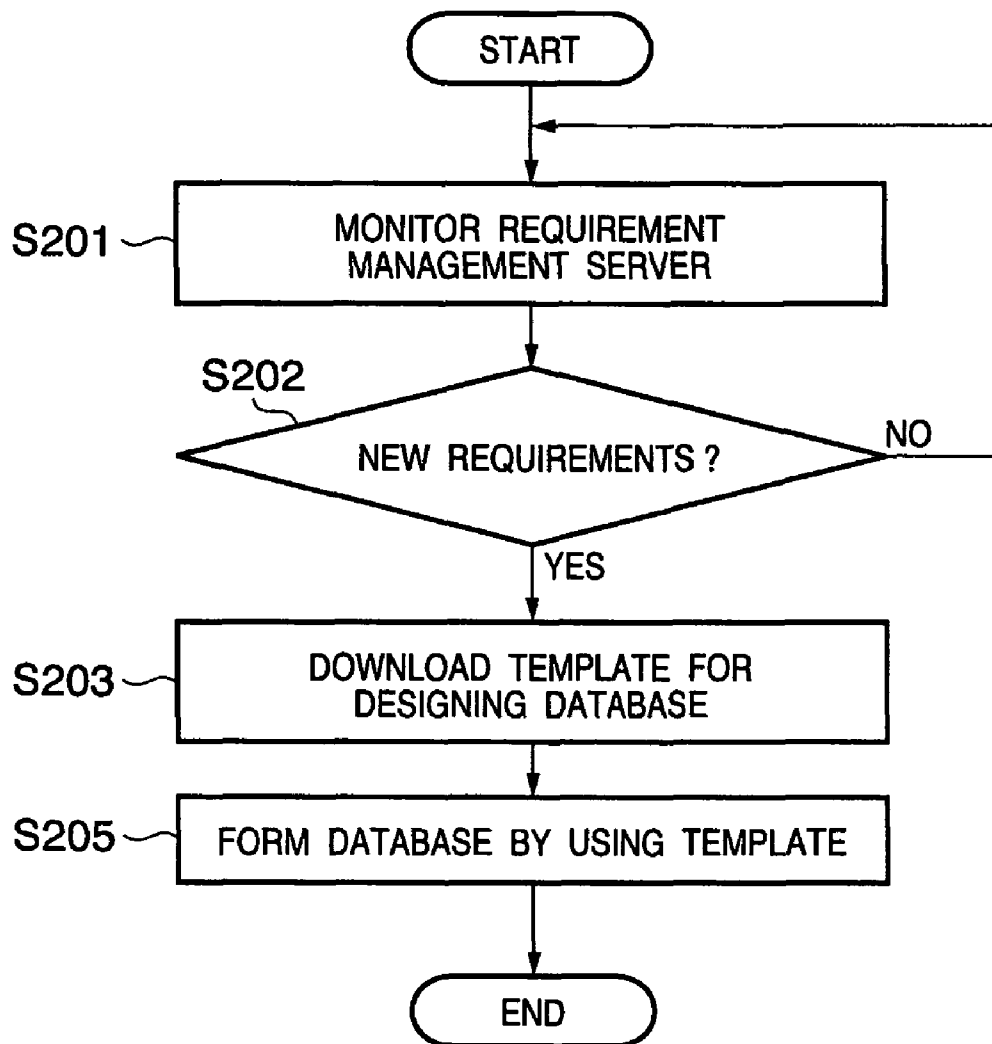 START
S201
MONITOR REQUIREMENT
MANAGEMENT SERVER
S202
NEW REQUIREMENTS ?
NO
YES
S203
DOWNLOAD TEMPLATE FOR
DESIGNING DATABASE
S205
FORM DATABASE BY USING TEMPLATE
END